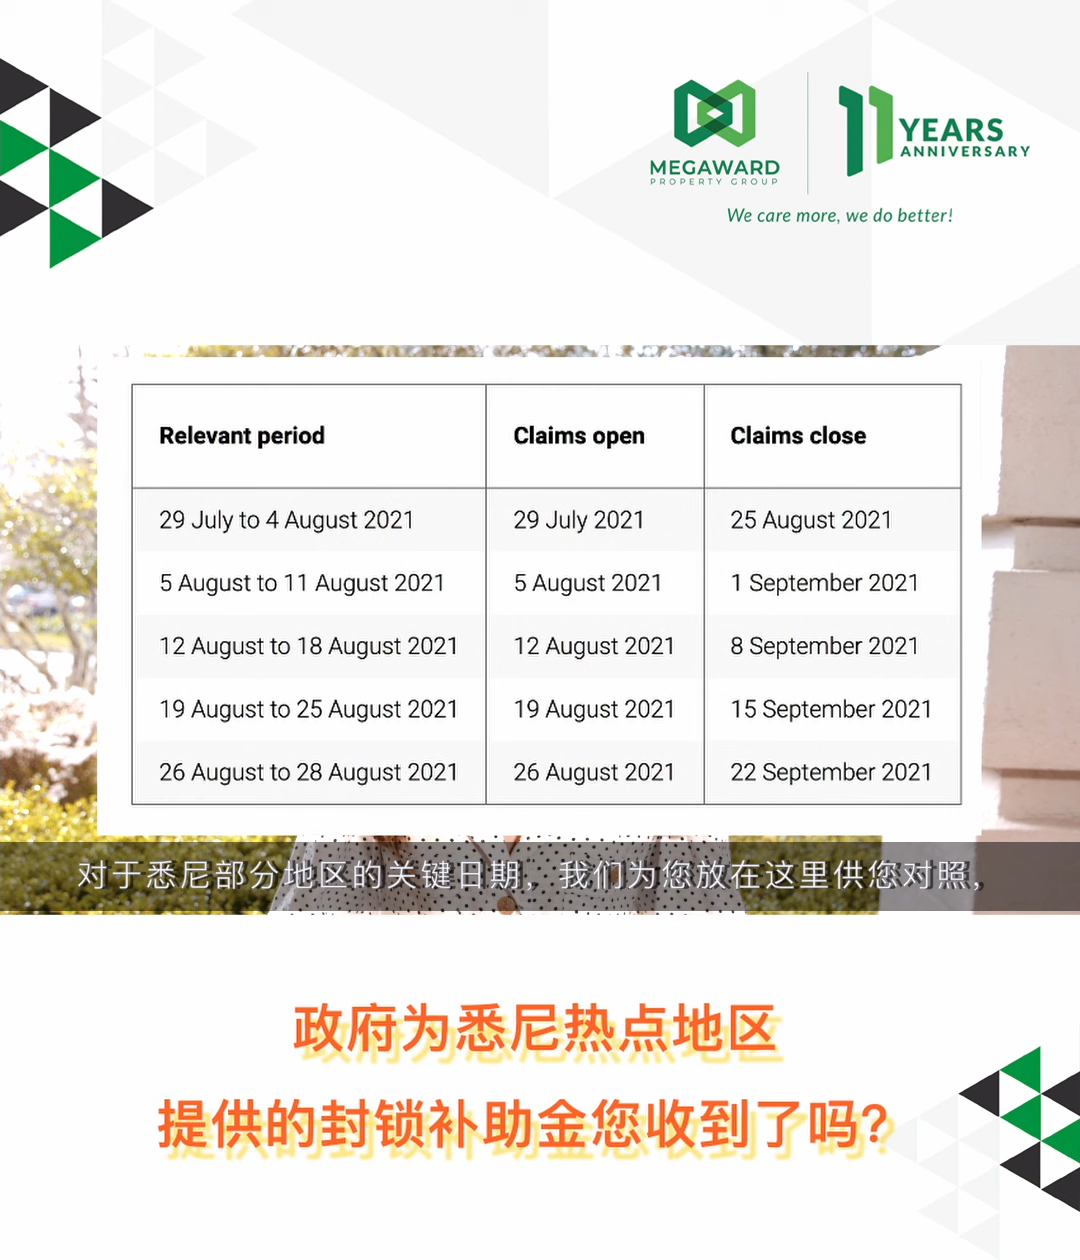 MEGAWARD
PROPERTY GROUP
11 YEARS
ANNIVERSARY
We care more, we do better!
Relevant period Claims open Claims close
29 July to 4 August 2021 29 July 2021 25 August 2021
5 August to 11 August 2021 5 August 2021 1 September 2021
12 August to 18 August 2021 12 August 2021 8 September 2021
19 August to 25 August 2021 19 August 2021 15 September 2021
26 August to 28 August 2021 26 August 2021 22 September 2021
对于悉尼部分地区的关键日期，我们为您放在这里供您对照，
政府为悉尼热点地区
提供的封锁补助金您收到了吗?